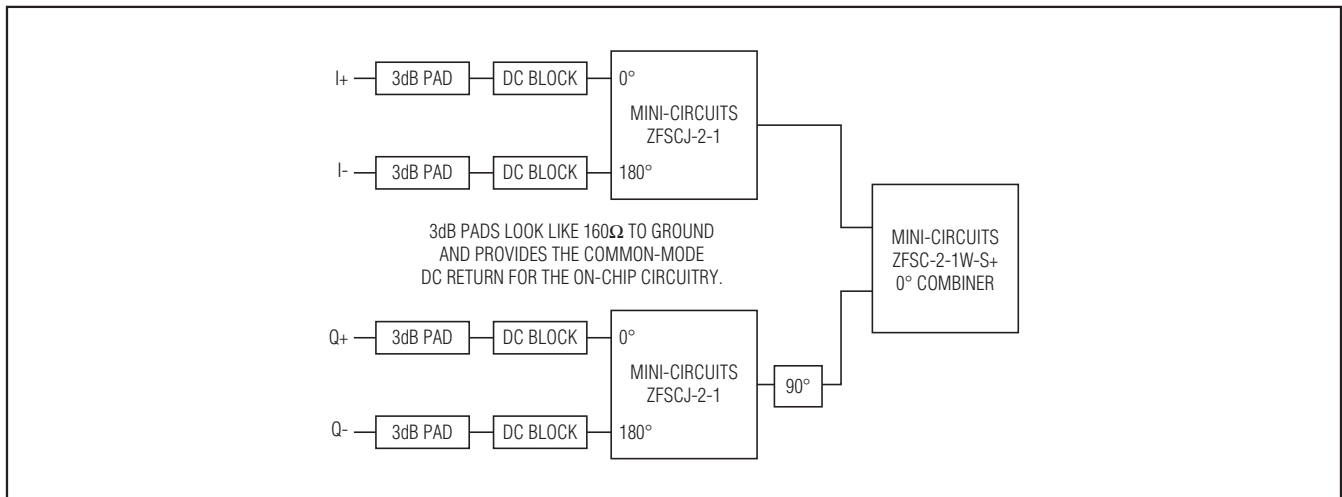 I+
3dB PAD
DC BLOCK
0°
MINI-CIRCUITS
ZFSCJ-2-1
I-
3dB PAD
DC BLOCK
180°
3dB PADS LOOK LIKE 160Ω TO GROUND
AND PROVIDES THE COMMON-MODE
DC RETURN FOR THE ON-CHIP CIRCUITRY.
MINI-CIRCUITS
ZFSC-2-1W-S+
0° COMBINER
Q+
3dB PAD
DC BLOCK
0°
MINI-CIRCUITS
ZFSCJ-2-1
90°
Q-
3dB PAD
DC BLOCK
180°